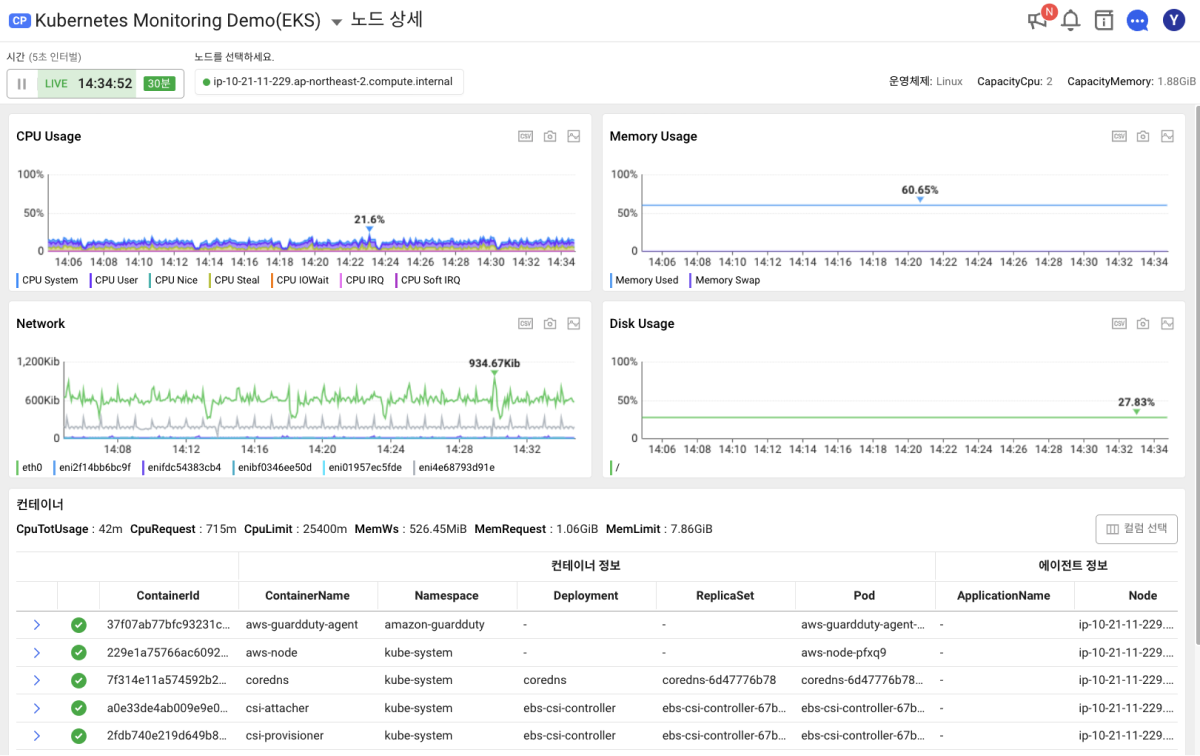 CP Kubernetes Monitoring Demo(EKS) 노드 상세
N
Y
시간 (5초 인터벌)
노드를 선택하세요.
LIVE 14:34:52 30분
ip-10-21-11-229.ap-northeast-2.compute.internal
운영체제: Linux CapacityCpu: 2 CapacityMemory: 1.88GiB
CPU Usage
CSV
100%
50%
0
21.6%
14:06 14:08 14:10 14:12 14:14 14:16 14:18 14:20 14:22 14:24 14:26 14:28 14:30 14:32 14:34
CPU System CPU User CPU Nice CPU Steal CPU IOWait CPU IRQ CPU Soft IRQ
Memory Usage
CSV
100%
50%
0
60.65%
14:06 14:08 14:10 14:12 14:14 14:16 14:18 14:20 14:22 14:24 14:26 14:28 14:30 14:32 14:34
Memory Used Memory Swap
Network
CSV
1,200Kib
600Kib
0
934.67Kib
14:08 14:12 14:16 14:20 14:24 14:28 14:32
eth0 eni2f14bb6bc9f enifdc54383cb4 enibf0346ee50d eni01957ec5fde eni4e68793d91e
Disk Usage
CSV
100%
50%
0
27.83%
14:06 14:08 14:10 14:12 14:14 14:16 14:18 14:20 14:22 14:24 14:26 14:28 14:30 14:32 14:34
/
컨테이너
CpuTotUsage : 42m CpuRequest : 715m CpuLimit : 25400m MemWs : 526.45MiB MemRequest : 1.06GiB MemLimit : 7.86GiB
컬럼 선택
컨테이너 정보 에이전트 정보
ContainerId ContainerName Namespace Deployment ReplicaSet Pod ApplicationName Node
37f07ab77bfc93231c... aws-guardduty-agent amazon-guardduty - - aws-guardduty-agent-... - ip-10-21-11-229....
229e1a75766ac6092... aws-node kube-system - - aws-node-pfxq9 - ip-10-21-11-229....
7f314e11a574592b2... coredns kube-system coredns coredns-6d47776b78 coredns-6d47776b78... - ip-10-21-11-229....
a0e33de4ab009e9e0... csi-attacher kube-system ebs-csi-controller ebs-csi-controller-67b... ebs-csi-controller-67b... - ip-10-21-11-229....
2fdb740e219d649b8... csi-provisioner kube-system ebs-csi-controller ebs-csi-controller-67b... ebs-csi-controller-67b... - ip-10-21-11-229....